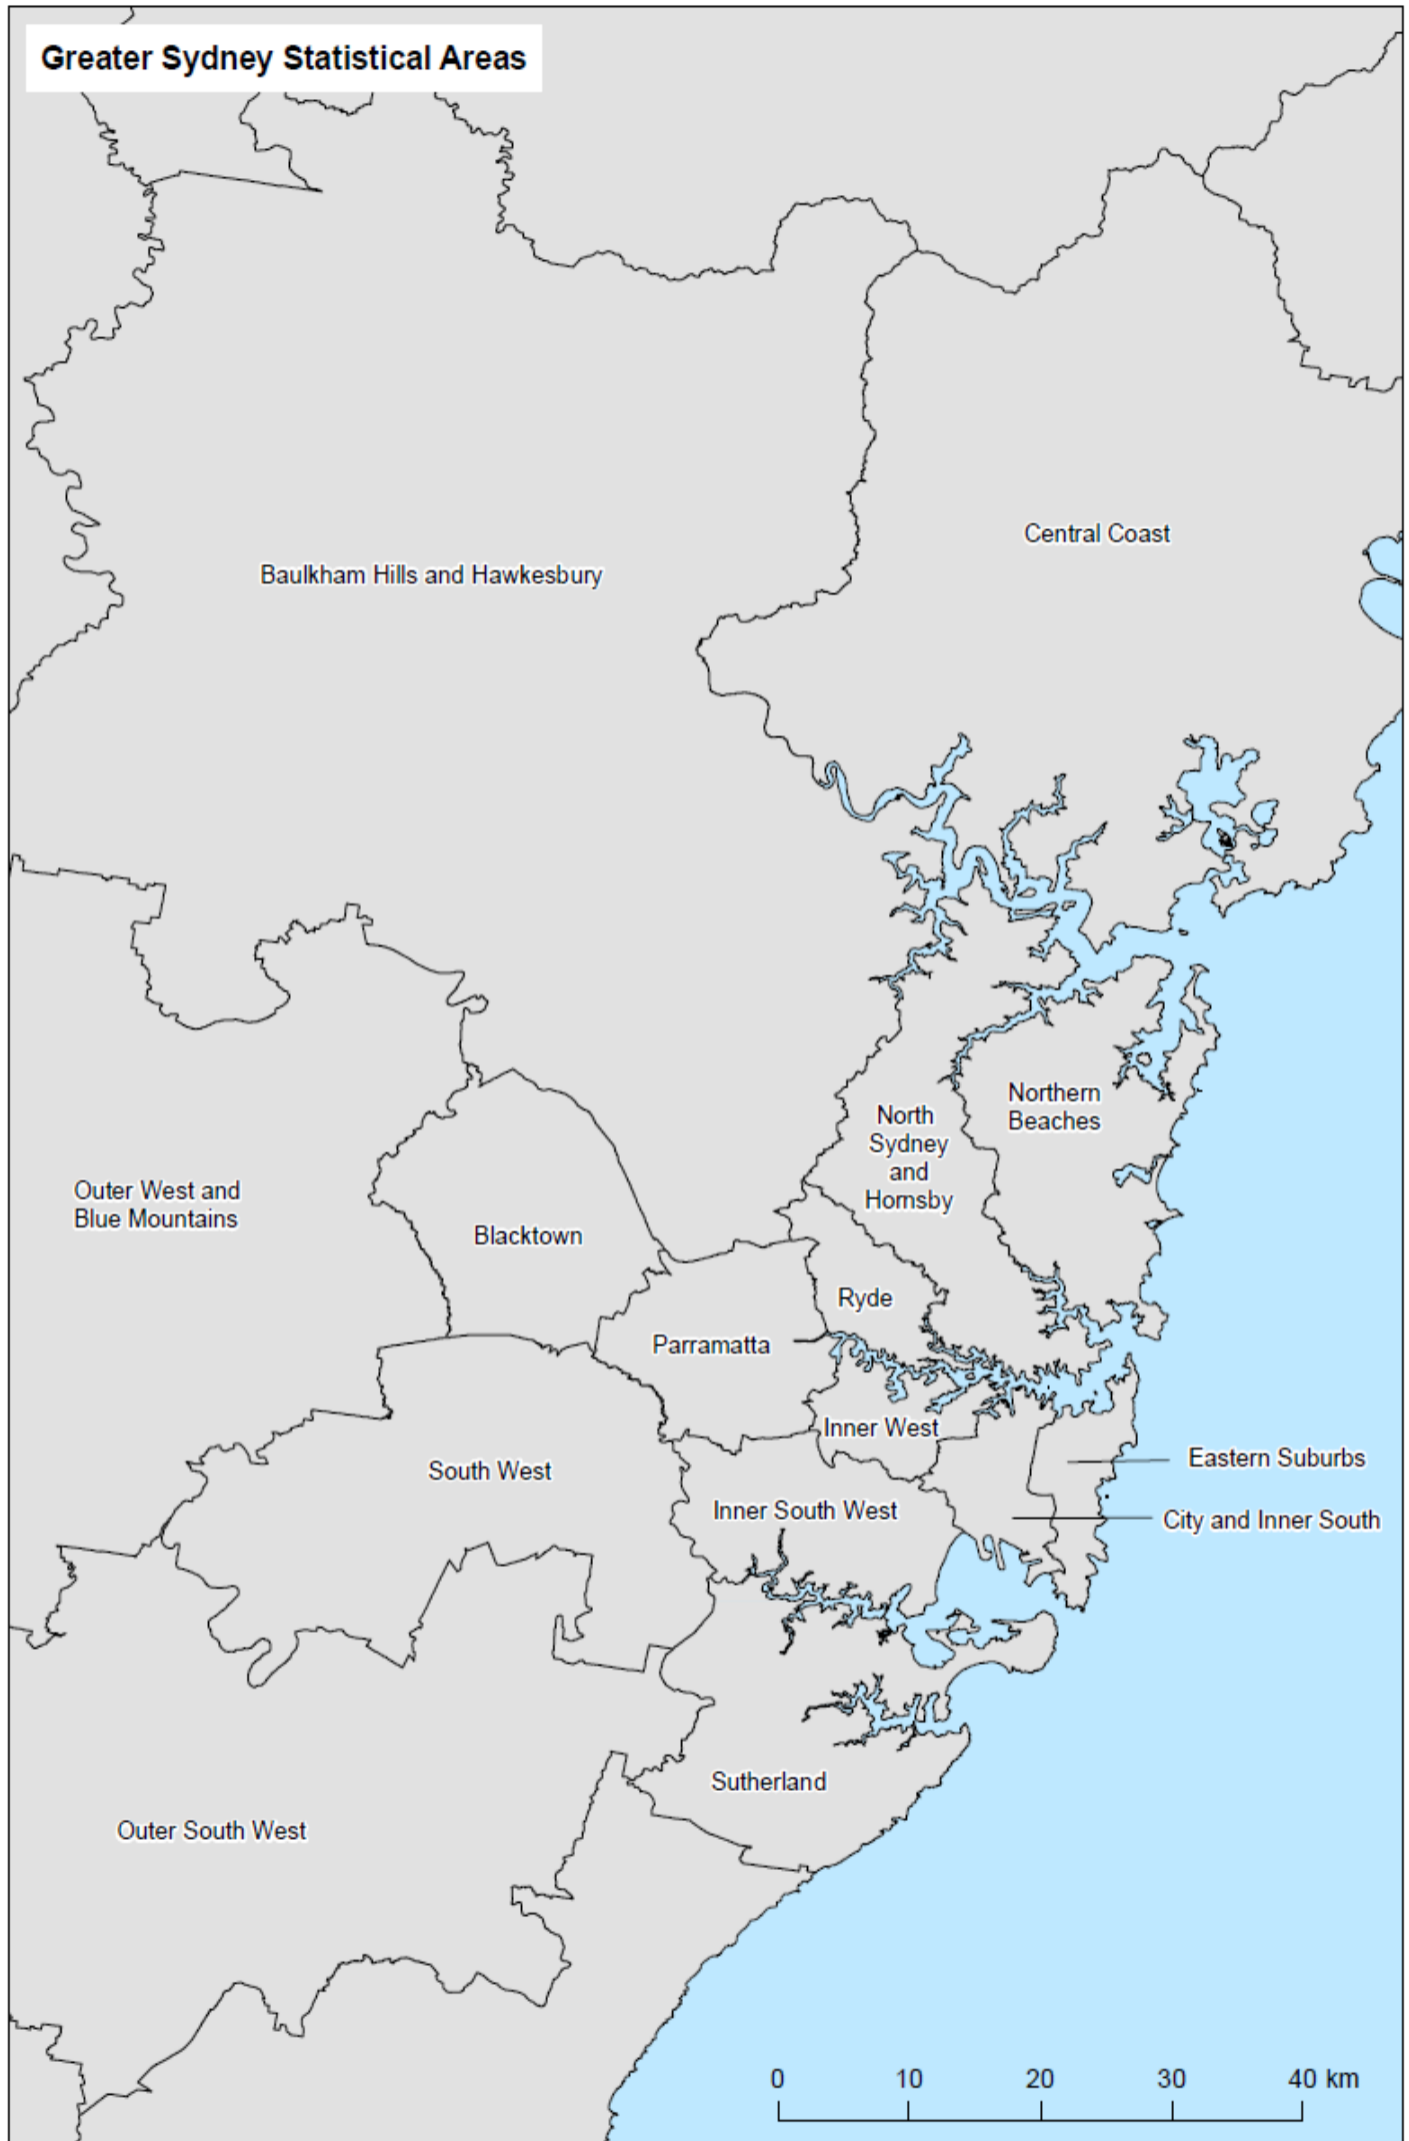 Greater Sydney Statistical Areas
Central Coast
Baulkham Hills and Hawkesbury
Northern
Beaches
North
Sydney
and
Hornsby
Outer West and
Blue Mountains
Blacktown
Ryde
Parramatta
Inner West
Eastern Suburbs
South West
Inner South West
City and Inner South
Sutherland
Outer South West
0 10 20 30 40 km